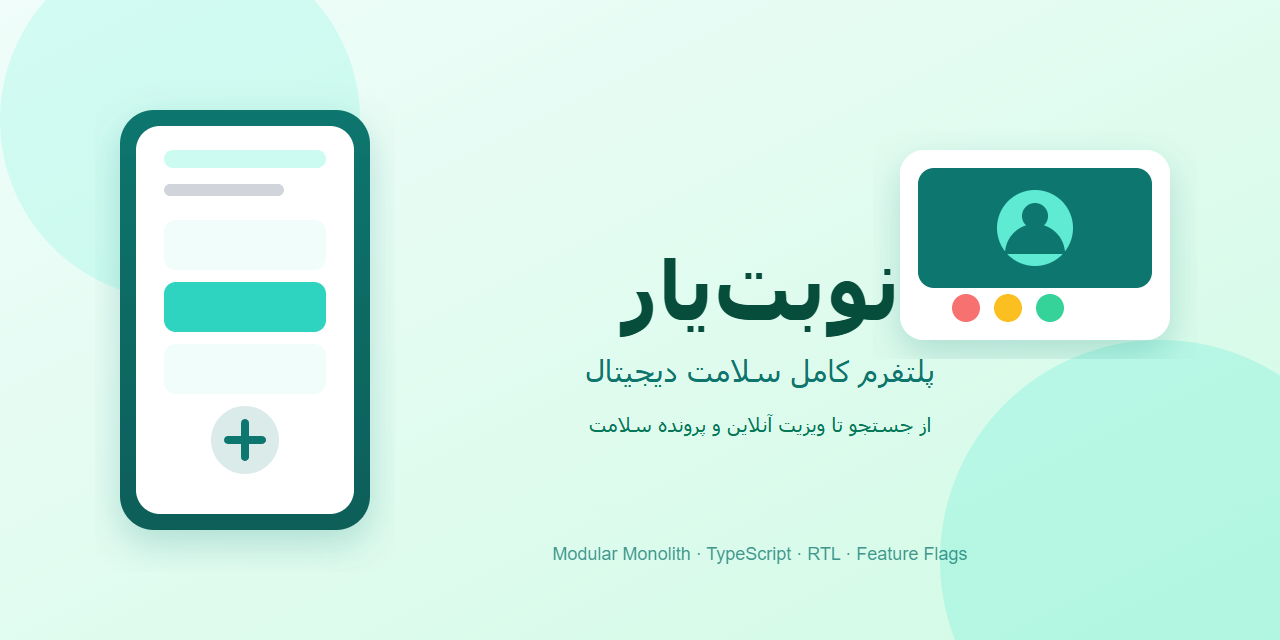 نوبت‌یار
پلتفرم کامل سلامت دیجیتال
از جستجو تا ویزیت آنلاین و پرونده سلامت
Modular Monolith · TypeScript · RTL · Feature Flags